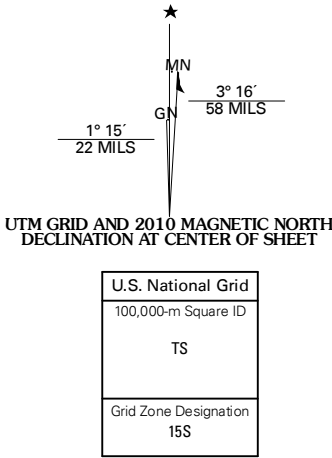 MN
3° 16´
58 MILS
GN
1° 15´
22 MILS
UTM GRID AND 2010 MAGNETIC NORTH
DECLINATION AT CENTER OF SHEET
U.S. National Grid
100,000-m Square ID
TS
Grid Zone Designation
15S